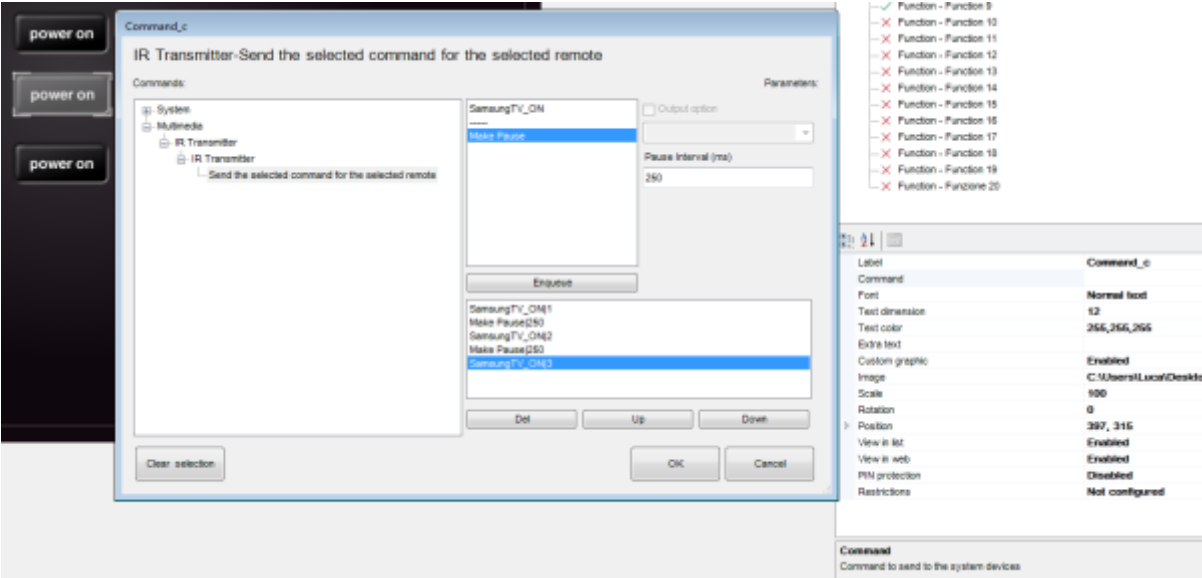 power on
power on
power on
Command_c
IR Transmitter-Send the selected command for the selected remote
Commands:
Parameters:
System
Multimedia
IR Transmitter
IR Transmitter
Send the selected command for the selected remote
SamsungTV_ON
-----
Make Pause
Output option
Pause Interval (ms)
250
Enqueue
SamsungTV_ON|1
Make Pause|250
SamsungTV_ON|2
Make Pause|250
SamsungTV_ON|3
Del
Up
Down
Clear selection
OK
Cancel
Function - Function 9
Function - Function 10
Function - Function 11
Function - Function 12
Function - Function 13
Function - Function 14
Function - Function 15
Function - Function 16
Function - Function 17
Function - Function 18
Function - Function 19
Function - Funzione 20
Label Command_c
Command
Font Normal text
Text dimension 12
Text color 255,255,255
Extra text
Custom graphic Enabled
Image C:\Users\Luca\Deskto
Scale 100
Rotation 0
Position 397, 315
View in list Enabled
View in web Enabled
PIN protection Disabled
Restrictions Not configured
Command
Command to send to the system devices